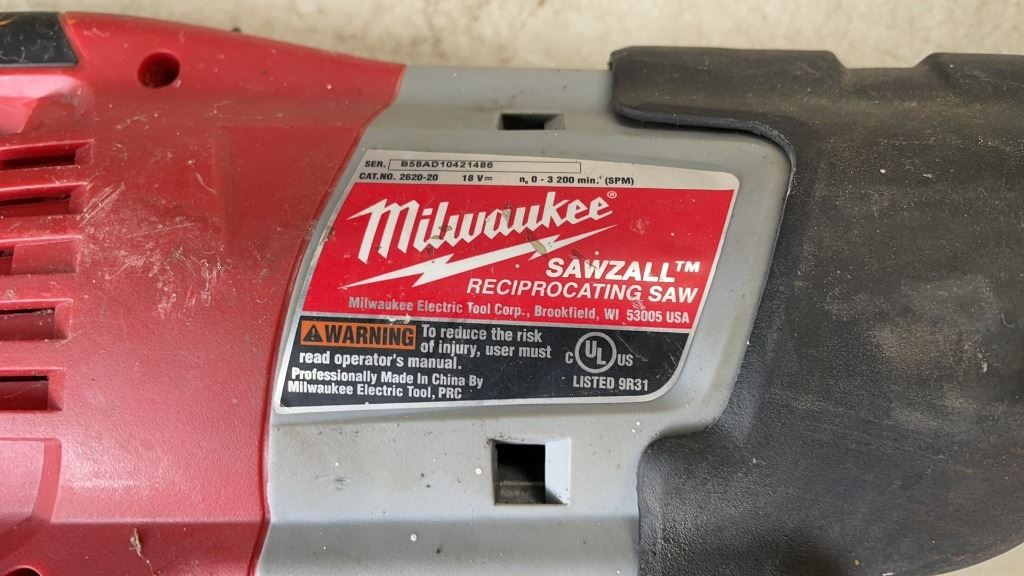 SER. B58AD10421486
CAT.NO. 2620-20 18 V⎓ n₀ 0 - 3 200 min.⁻ (SPM)
Milwaukee®
SAWZALL™
RECIPROCATING SAW
Milwaukee Electric Tool Corp., Brookfield, WI 53005 USA
⚠WARNING To reduce the risk
of injury, user must
read operator's manual.
Professionally Made In China By
Milwaukee Electric Tool, PRC
C UL US
LISTED 9R31